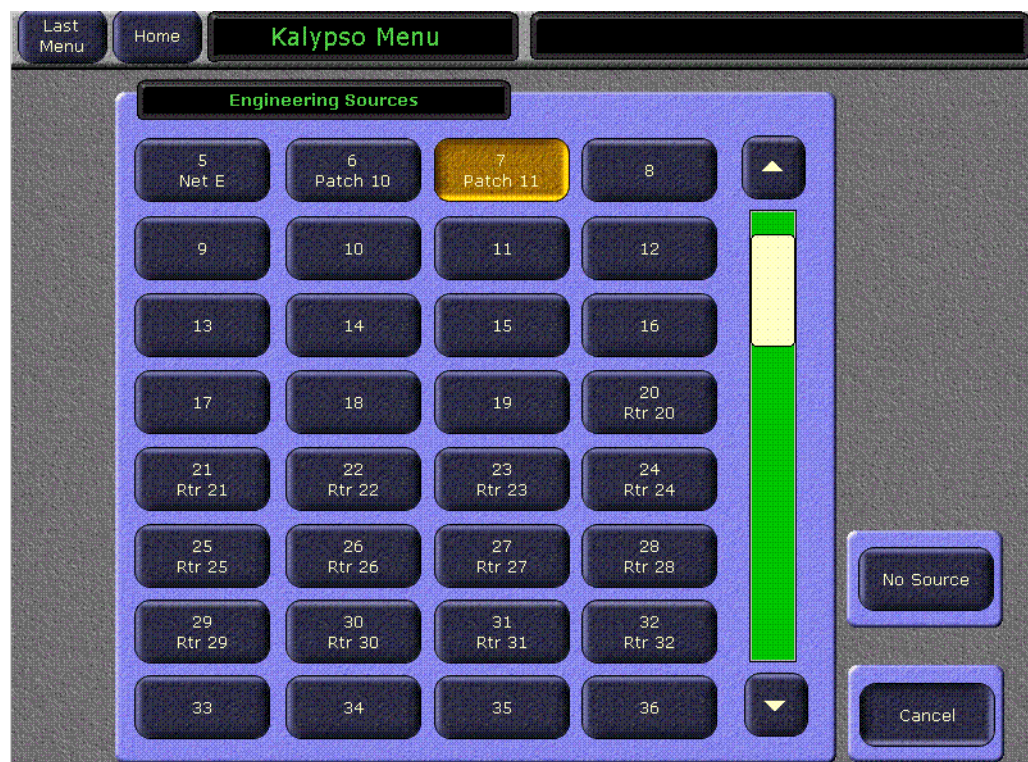 Last
Menu
Home
Kalypso Menu
Engineering Sources
5
Net E
6
Patch 10
7
Patch 11
8
9
10
11
12
13
14
15
16
17
18
19
20
Rtr 20
21
Rtr 21
22
Rtr 22
23
Rtr 23
24
Rtr 24
25
Rtr 25
26
Rtr 26
27
Rtr 27
28
Rtr 28
No Source
29
Rtr 29
30
Rtr 30
31
Rtr 31
32
Rtr 32
33
34
35
36
Cancel